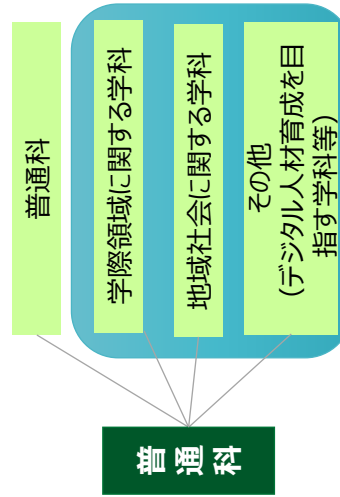 普通科
普通科
学際領域に関する学科
地域社会に関する学科
その他
(デジタル人材育成を目
指す学科等)